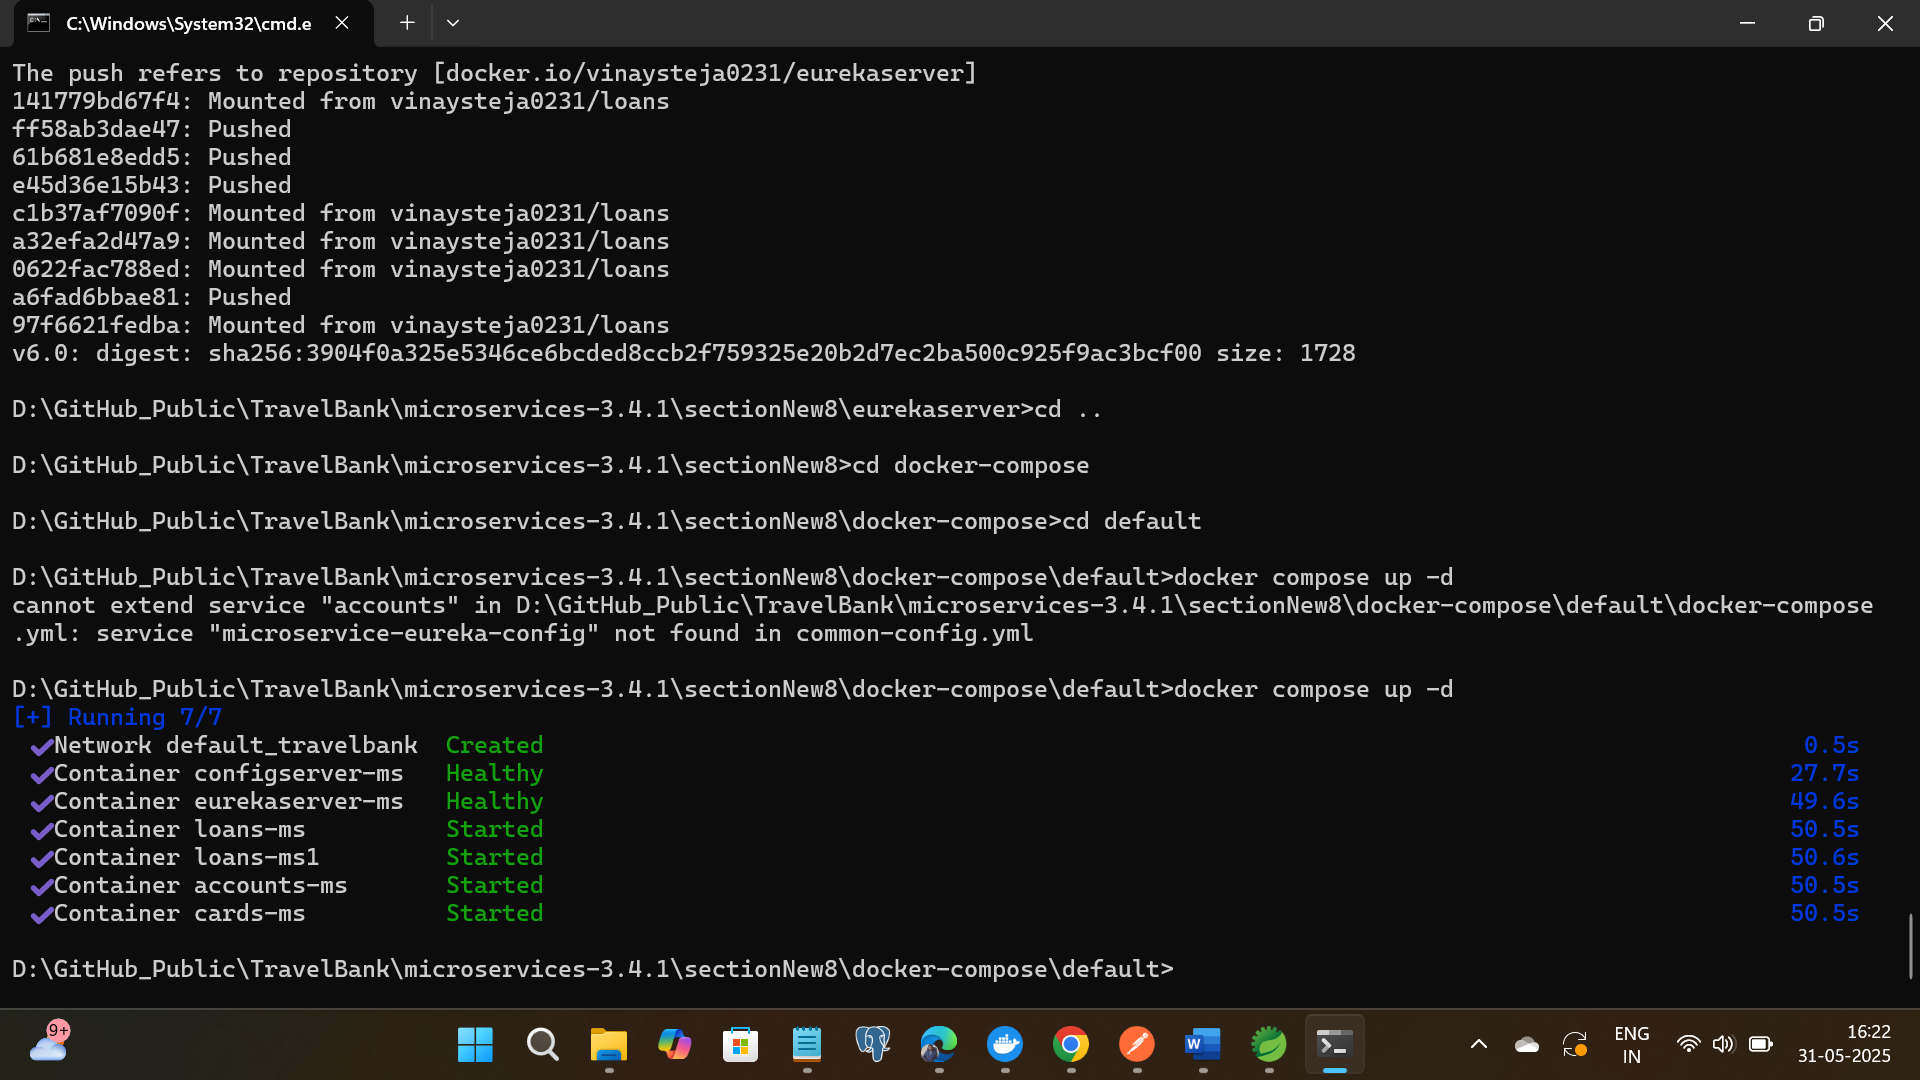 C:\Windows\System32\cmd.e
The push refers to repository [docker.io/vinaysteja0231/eurekaserver]
141779bd67f4: Mounted from vinaysteja0231/loans
ff58ab3dae47: Pushed
61b681e8edd5: Pushed
e45d36e15b43: Pushed
c1b37af7090f: Mounted from vinaysteja0231/loans
a32efa2d47a9: Mounted from vinaysteja0231/loans
0622fac788ed: Mounted from vinaysteja0231/loans
a6fad6bbae81: Pushed
97f6621fedba: Mounted from vinaysteja0231/loans
v6.0: digest: sha256:3904f0a325e5346ce6bcded8ccb2f759325e20b2d7ec2ba500c925f9ac3bcf00 size: 1728
D:\GitHub_Public\TravelBank\microservices-3.4.1\sectionNew8\eurekaserver>cd ..
D:\GitHub_Public\TravelBank\microservices-3.4.1\sectionNew8>cd docker-compose
D:\GitHub_Public\TravelBank\microservices-3.4.1\sectionNew8\docker-compose>cd default
D:\GitHub_Public\TravelBank\microservices-3.4.1\sectionNew8\docker-compose\default>docker compose up -d
cannot extend service "accounts" in D:\GitHub_Public\TravelBank\microservices-3.4.1\sectionNew8\docker-compose\default\docker-compose
.yml: service "microservice-eureka-config" not found in common-config.yml
D:\GitHub_Public\TravelBank\microservices-3.4.1\sectionNew8\docker-compose\default>docker compose up -d
[+] Running 7/7
✔Network default_travelbank Created 0.5s
✔Container configserver-ms Healthy 27.7s
✔Container eurekaserver-ms Healthy 49.6s
✔Container loans-ms Started 50.5s
✔Container loans-ms1 Started 50.6s
✔Container accounts-ms Started 50.5s
✔Container cards-ms Started 50.5s
D:\GitHub_Public\TravelBank\microservices-3.4.1\sectionNew8\docker-compose\default>
9+
ENG
IN
16:22
31-05-2025